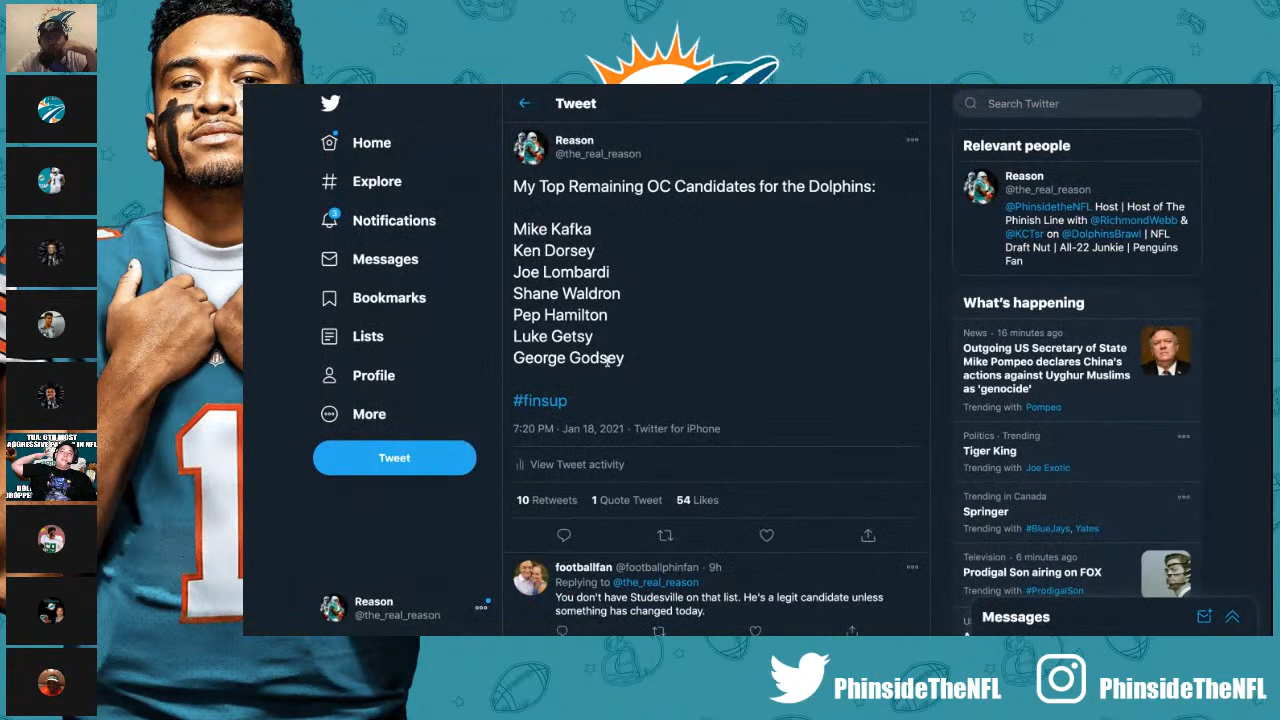 Tweet
Search Twitter
Home
Explore
3
Notifications
Messages
Bookmarks
Lists
Profile
More
Tweet
Reason
@the_real_reason
Reason
@the_real_reason
My Top Remaining OC Candidates for the Dolphins:
Mike Kafka
Ken Dorsey
Joe Lombardi
Shane Waldron
Pep Hamilton
Luke Getsy
George Godsey
#finsup
7:20 PM · Jan 18, 2021 · Twitter for iPhone
View Tweet activity
10 Retweets 1 Quote Tweet 54 Likes
footballfan @footballphinfan · 9h
Replying to @the_real_reason
You don't have Studesville on that list. He's a legit candidate unless
something has changed today.
Relevant people
Reason
@the_real_reason
@PhinsidetheNFL Host | Host of The
Phinish Line with @RichmondWebb &
@KCTsr on @DolphinsBrawl | NFL
Draft Nut | All-22 Junkie | Penguins
Fan
What's happening
News · 16 minutes ago
Outgoing US Secretary of State
Mike Pompeo declares China's
actions against Uyghur Muslims
as 'genocide'
Trending with Pompeo
Politics · Trending
Tiger King
Trending with Joe Exotic
Trending in Canada
Springer
Trending with #BlueJays, Yates
Television · 6 minutes ago
Prodigal Son airing on FOX
Trending with #ProdigalSon
Messages
TUA: 6TH MOST
AGGRESSIVE
IN NFL
PhinsideTheNFL
PhinsideTheNFL
1